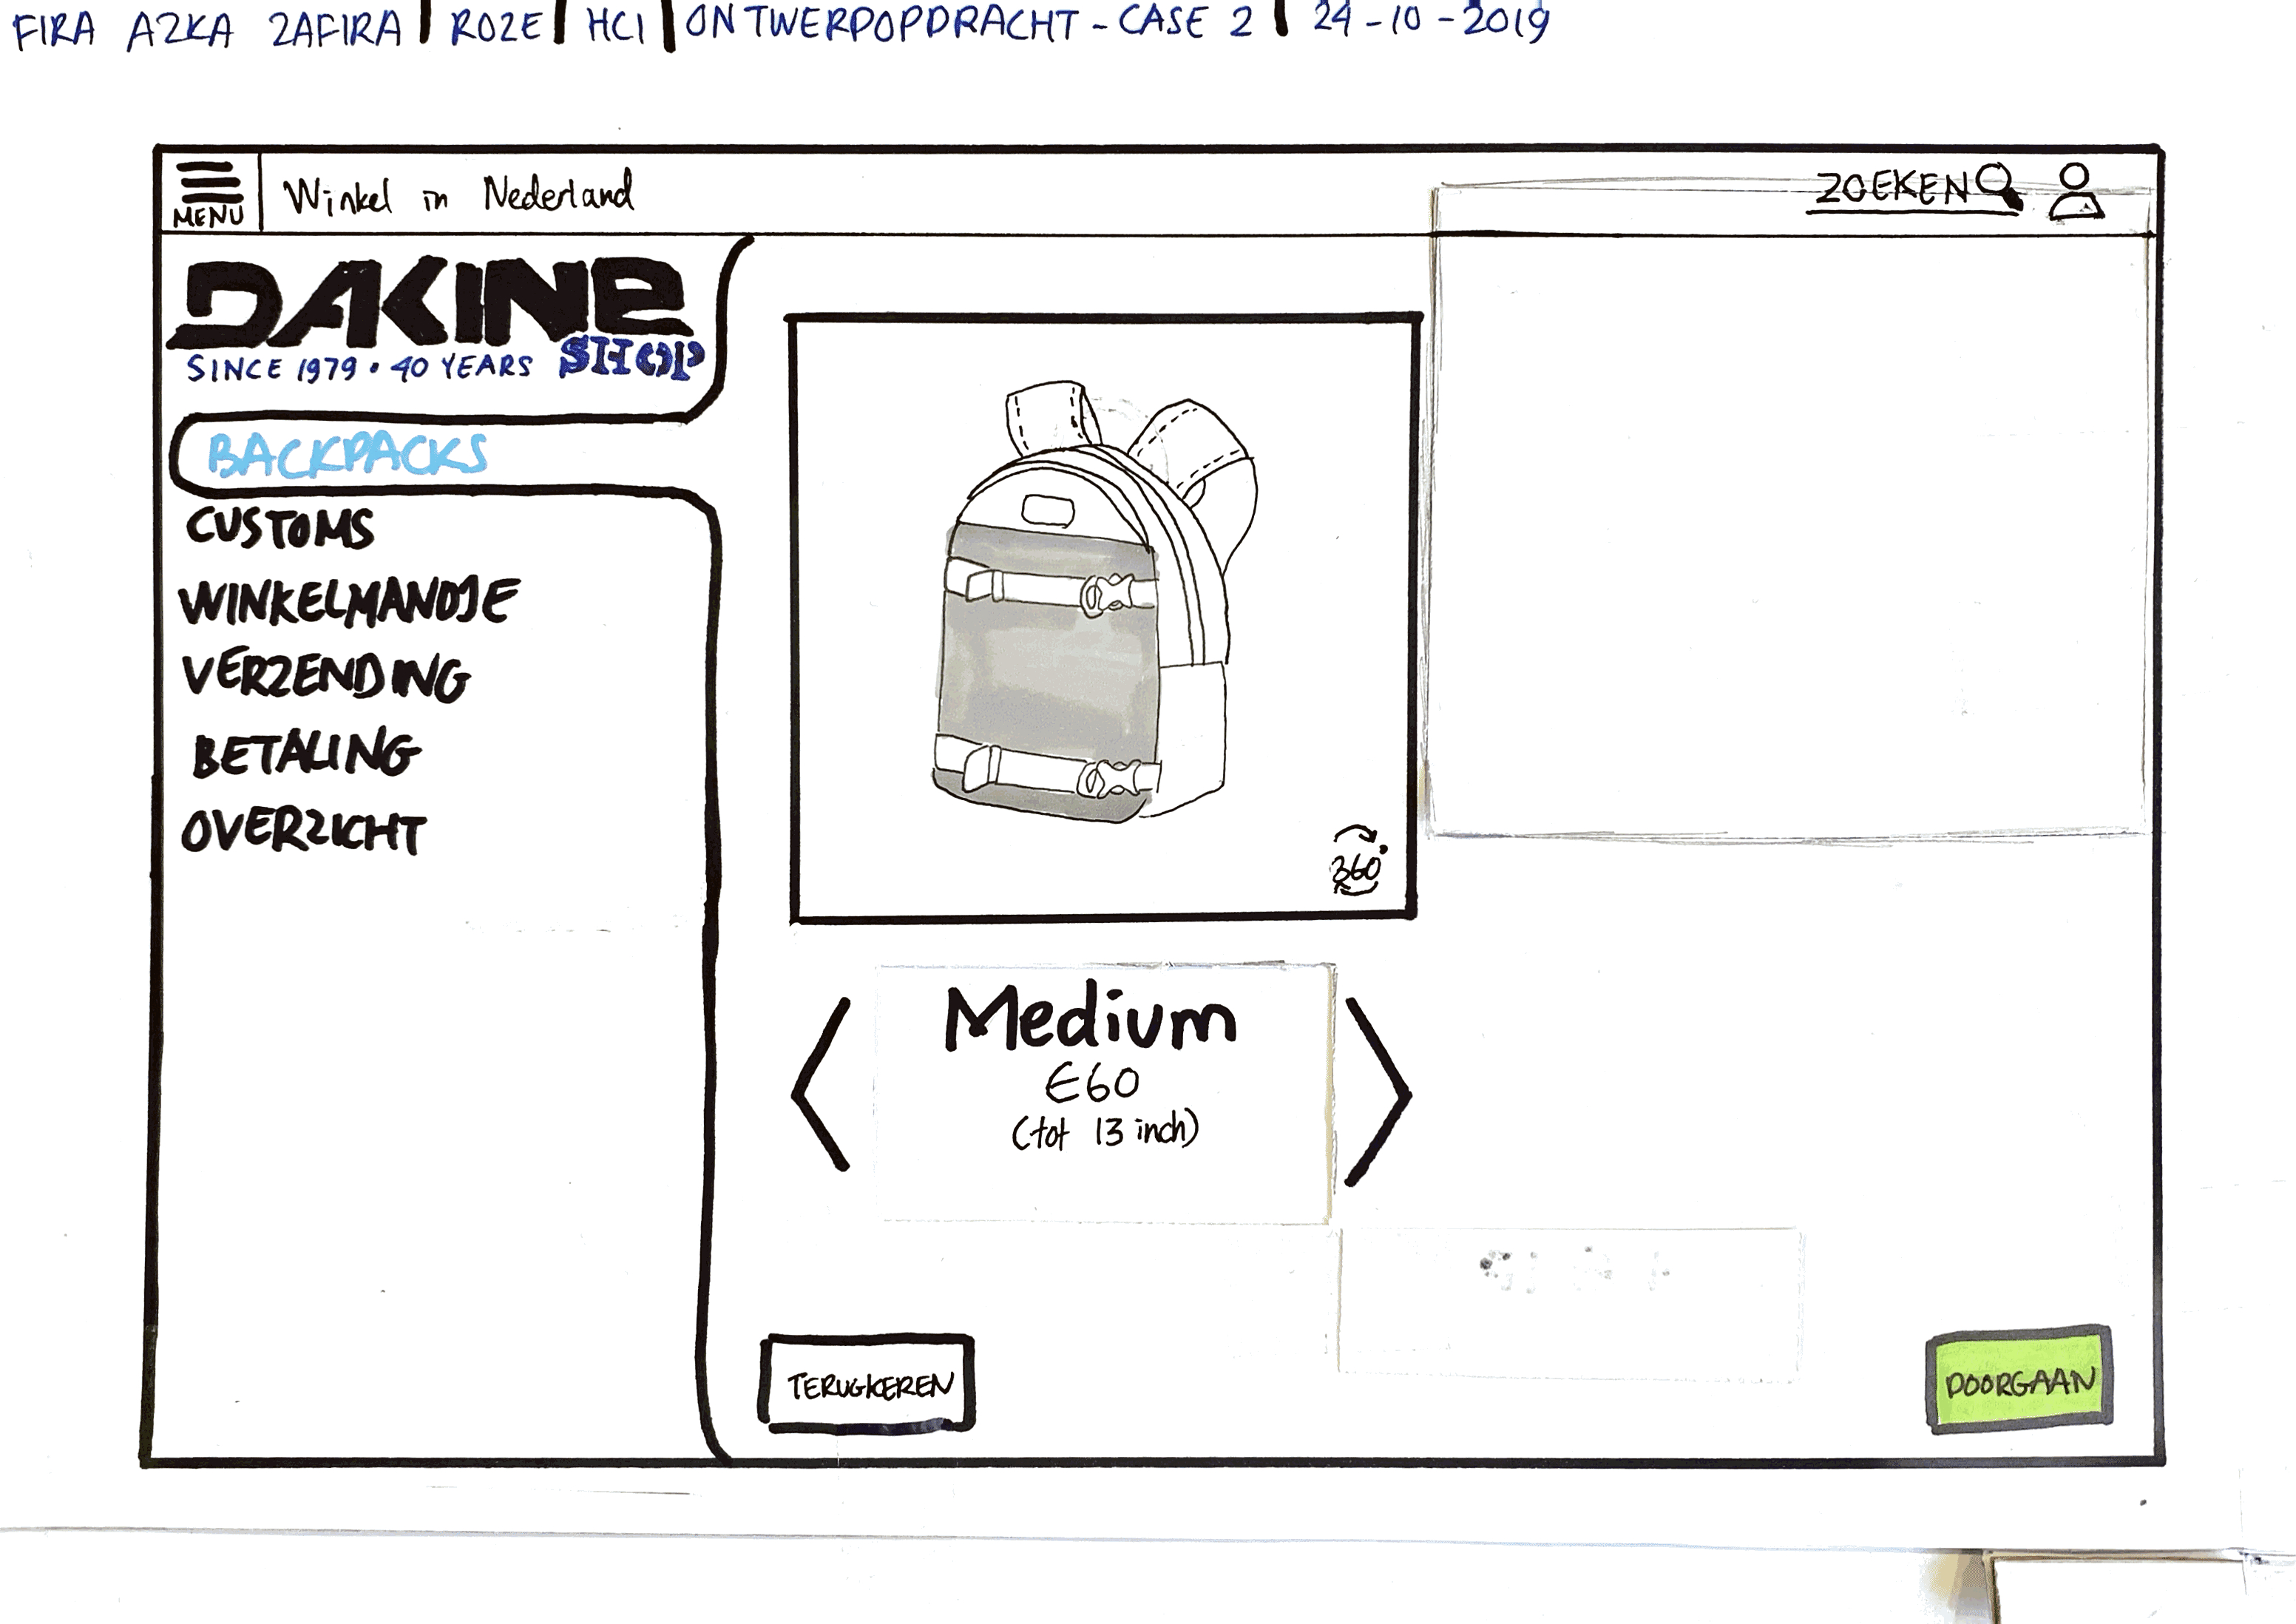 FIRA AZKA ZAFIRA | ROZE | HCI | ONTWERPOPDRACHT - CASE 2 | 24-10-2019
MENU
Winkel in Nederland
ZOEKEN
DAKINE
SINCE 1979 • 40 YEARS SHOP
BACKPACKS
CUSTOMS
WINKELMANDJE
VERZENDING
BETALING
OVERZICHT
360°
Medium
€60
(tot 13 inch)
TERUGKEREN
DOORGAAN